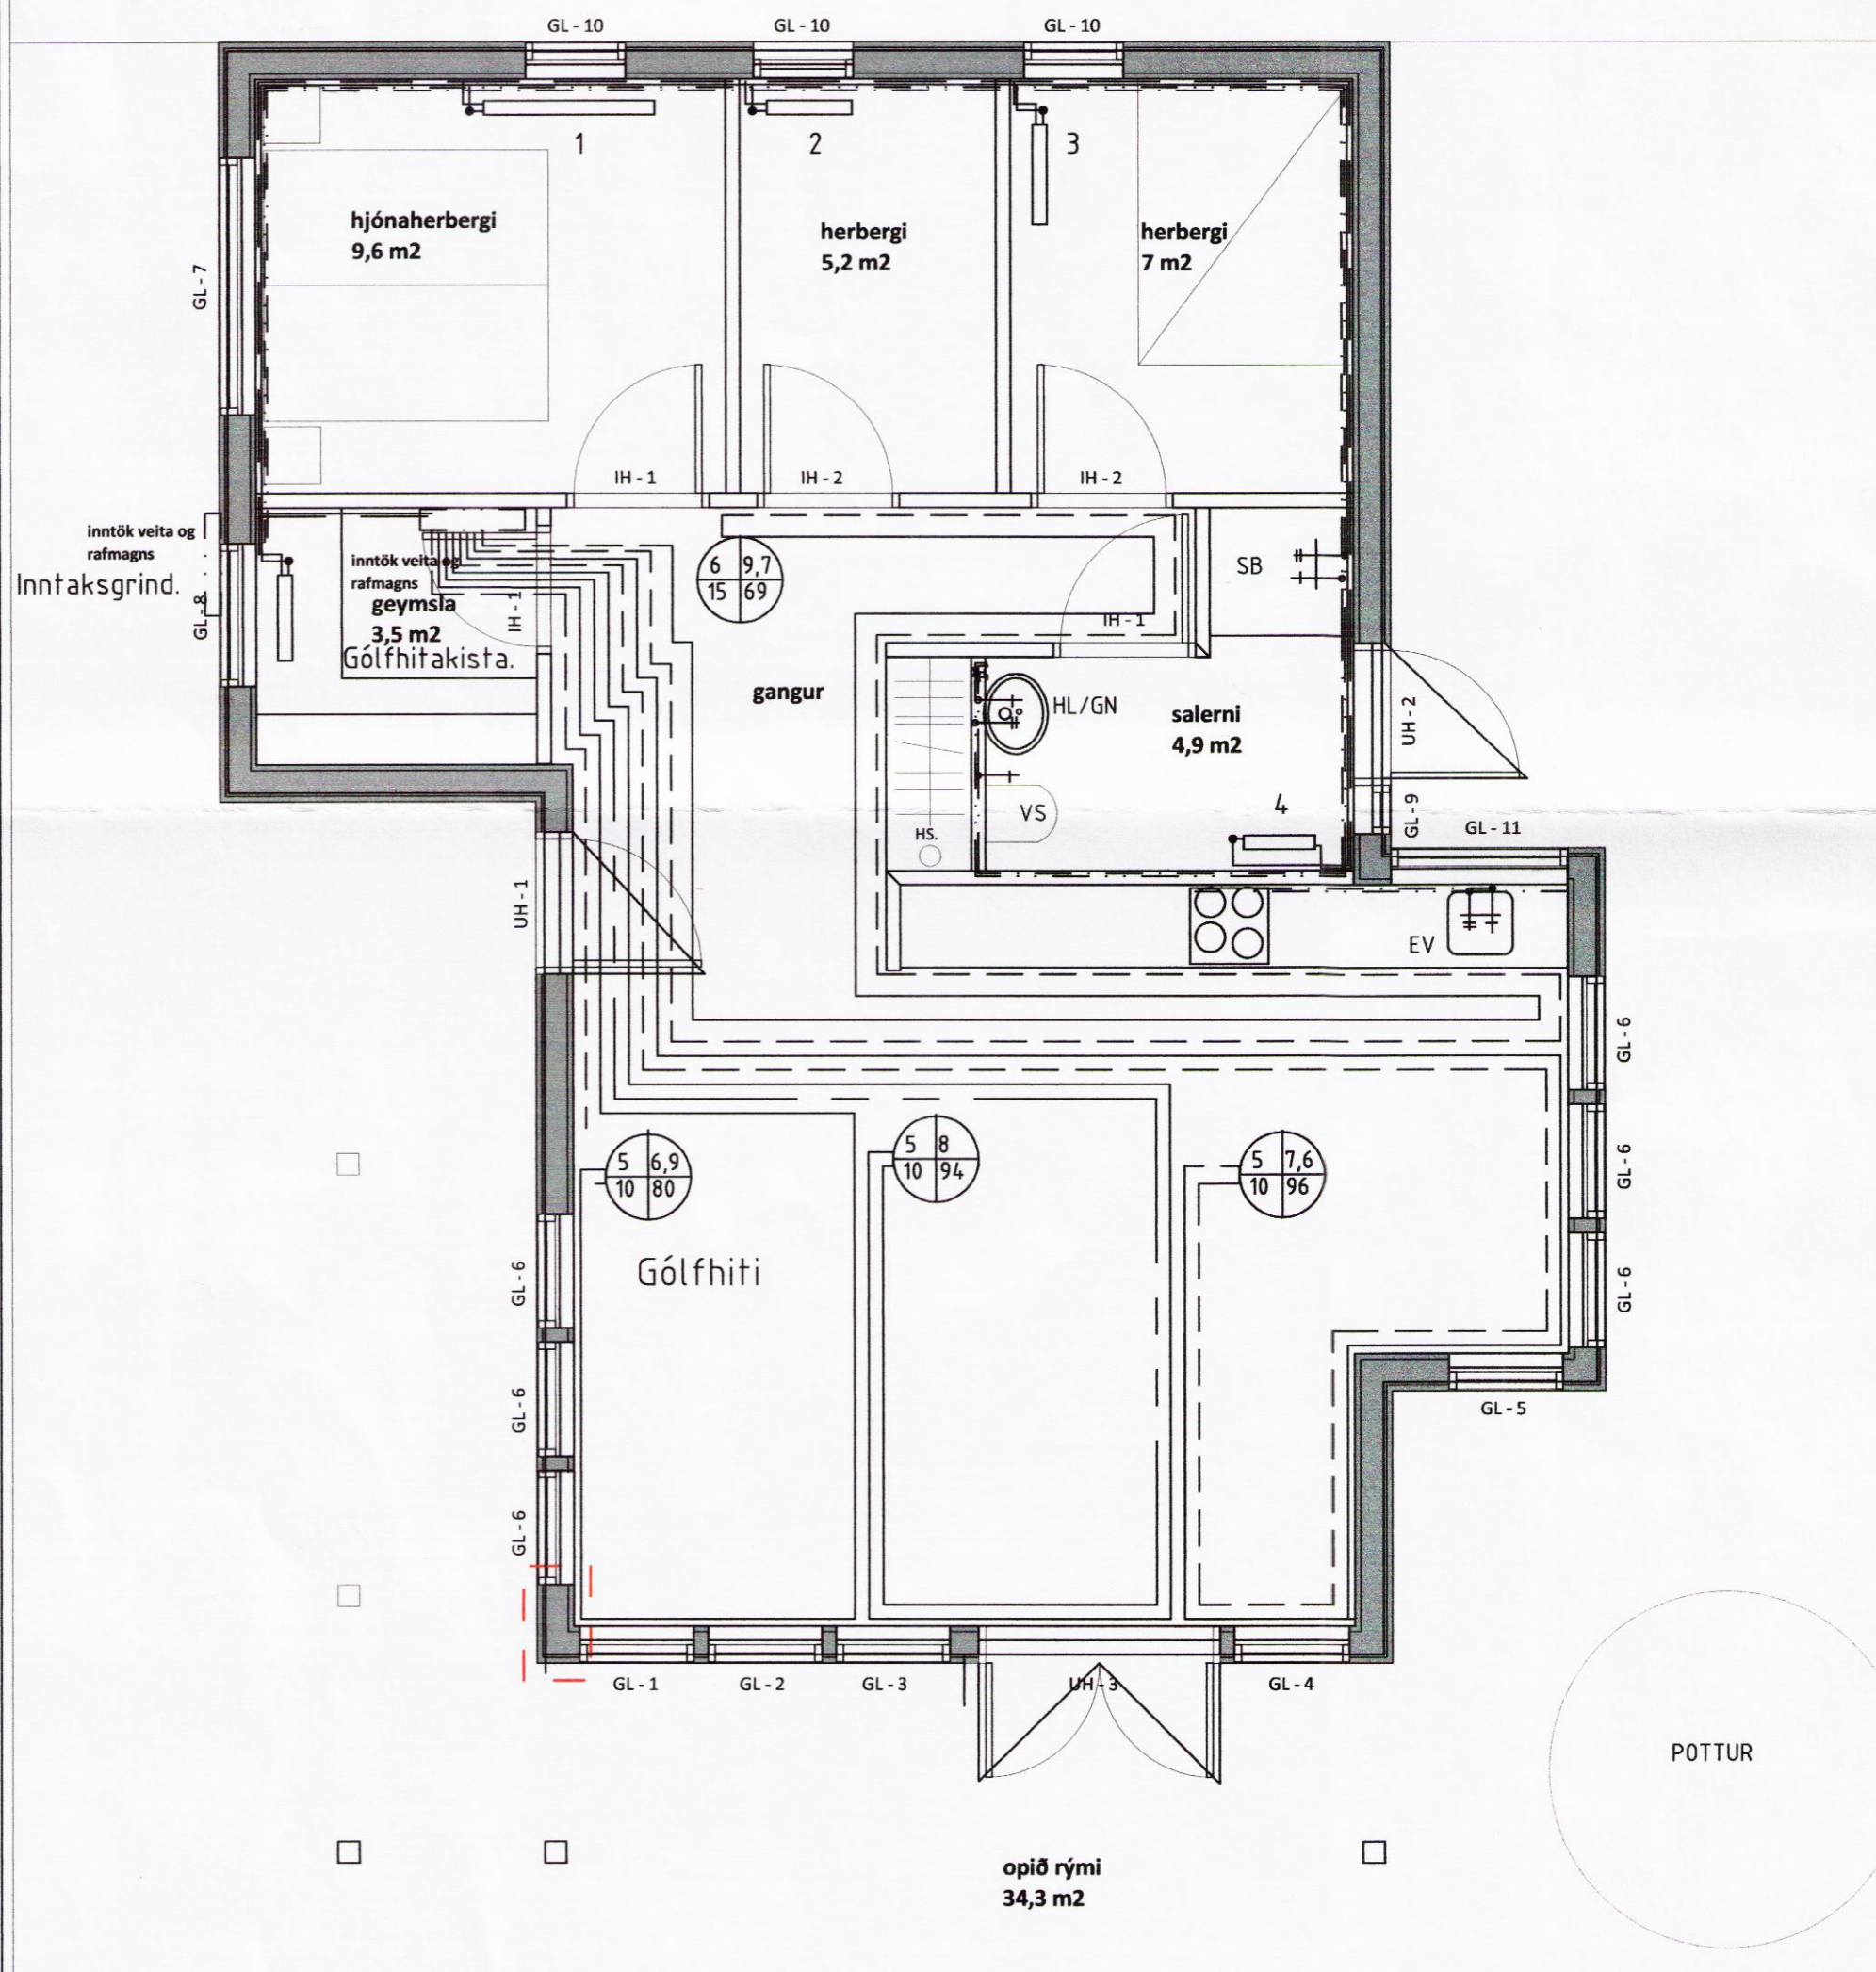 GL - 10
GL - 10
GL - 10
1
2
3
hjónaherbergi
9,6 m2
herbergi
5,2 m2
herbergi
7 m2
GL - 7
IH - 1
IH - 2
IH - 2
inntök veita og
rafmagns
Inntaksgrind.
GL - 8
inntök veita og
rafmagns
geymsla
3,5 m2
Gólfhitakista.
IH - 1
6 9,7
15 69
SB
IH - 1
gangur
HL/GN
salerni
4,9 m2
UH - 2
VS
4
HS.
GL - 9
GL - 11
UH - 1
EV
GL - 6
GL - 6
GL - 6
5 6,9
10 80
5 8
10 94
5 7,6
10 96
Gólfhiti
GL - 6
GL - 6
GL - 6
GL - 5
GL - 1
GL - 2
GL - 3
UH - 3
GL - 4
POTTUR
opið rými
34,3 m2